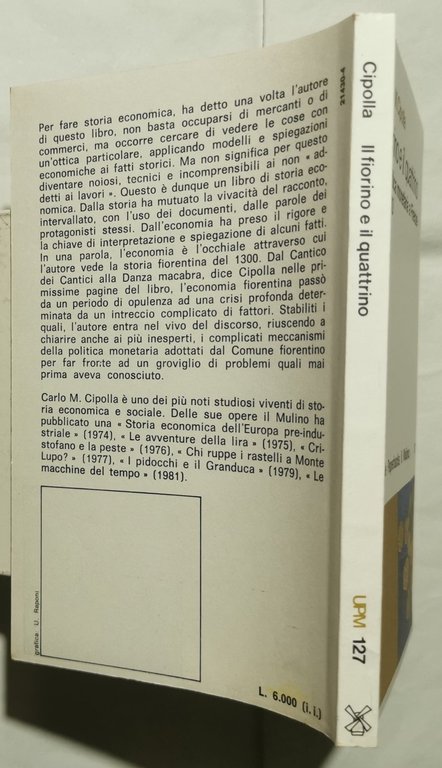 Per fare storia economica, ha detto una volta l'autore
di questo libro, non basta occuparsi di mercanti o di
commerci, ma occorre cercare di vedere le cose con
un'ottica particolare, applicando modelli e spiegazioni
economiche ai fatti storici. Ma non significa per questo
diventare noiosi, tecnici e incomprensibili ai non « ad-
detti ai lavori ». Questo è dunque un libro di storia eco-
nomica. Dalla storia ha mutuato la vivacità del racconto,
intervallato, con l'uso dei documenti, dalle parole dei
protagonisti stessi. Dall'economia ha preso il rigore e
la chiave di interpretazione e spiegazione di alcuni fatti.
In una parola, l'economia è l'occhiale attraverso cui
l'autore vede la storia fiorentina del 1300. Dal Cantico
dei Cantici alla Danza macabra, dice Cipolla nelle pri-
missime pagine del libro, l'economia fiorentina passò
da un periodo di opulenza ad una crisi profonda deter-
minata da un intreccio complicato di fattori. Stabiliti i
quali, l'autore entra nel vivo del discorso, riuscendo a
chiarire anche ai più inesperti, i complicati meccanismi
della politica monetaria adottati dal Comune fiorentino
per far fronte ad un groviglio di problemi quali mai
prima aveva conosciuto.
Carlo M. Cipolla è uno dei più noti studiosi viventi di sto-
ria economica e sociale. Delle sue opere il Mulino ha
pubblicato una « Storia economica dell'Europa pre-indu-
striale » (1974), « Le avventure della lira » (1975), « Cri-
stofano e la peste » (1976), « Chi ruppe i rastelli a Monte
Lupo? » (1977), « I pidocchi e il Granduca » (1979), « Le
macchine del tempo » (1981).
grafica: U. Raponi
L. 6.000 (i.i.)
Cipolla Il fiorino e il quattrino
UPM 127